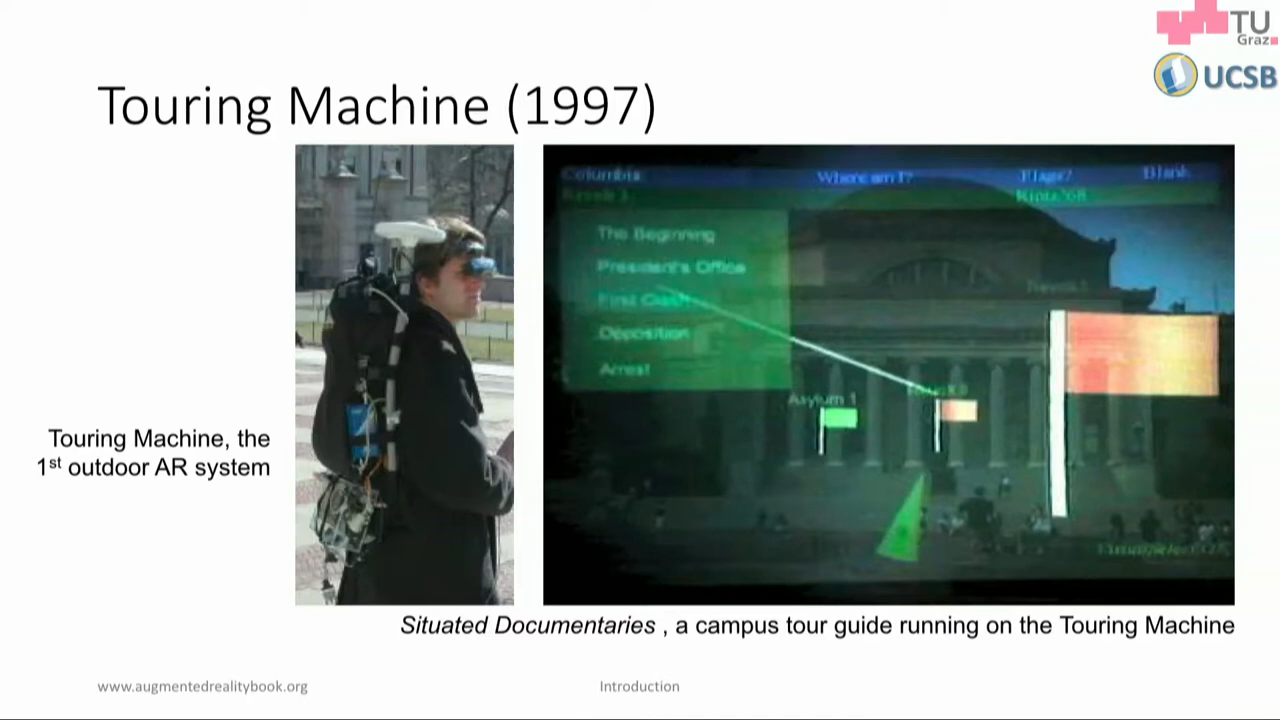 TU
Graz
UCSB
Touring Machine (1997)
Columbia Where am I? Flags? Blank
The Beginning
President's Office
First Clash
Opposition
Arrest
Asylum 1
Touring Machine, the
1st outdoor AR system
Situated Documentaries , a campus tour guide running on the Touring Machine
www.augmentedrealitybook.org
Introduction